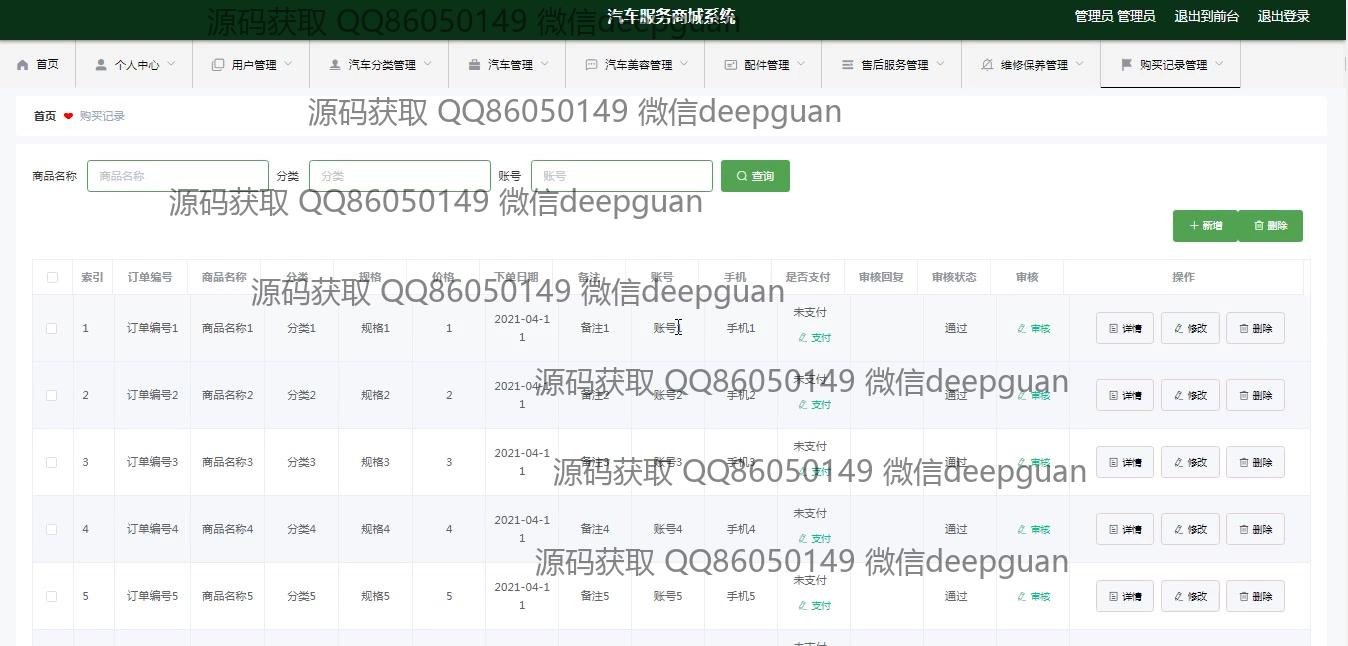 汽车服务商城系统
管理员 管理员 退出到前台 退出登录
源码获取 QQ86050149 微信deepguan
首页 个人中心 用户管理 汽车分类管理 汽车管理 汽车美容管理 配件管理 售后服务管理 维修保养管理 购买记录管理
首页 购买记录
源码获取 QQ86050149 微信deepguan
商品名称 商品名称 分类 分类 账号 账号 查询
源码获取 QQ86050149 微信deepguan
新增 删除
索引 订单编号 商品名称 分类 规格 价格 下单日期 备注 账号 手机 是否支付 审核回复 审核状态 审核 操作
源码获取 QQ86050149 微信deepguan
1 订单编号1 商品名称1 分类1 规格1 1 2021-04-11 备注1 账号1 手机1 未支付 支付 通过 审核 详情 修改 删除
源码获取 QQ86050149 微信deepguan
2 订单编号2 商品名称2 分类2 规格2 2 2021-04-11 备注2 账号2 手机2 未支付 支付 通过 审核 详情 修改 删除
3 订单编号3 商品名称3 分类3 规格3 3 2021-04-11 备注3 账号3 手机3 未支付 支付 通过 审核 详情 修改 删除
源码获取 QQ86050149 微信deepguan
4 订单编号4 商品名称4 分类4 规格4 4 2021-04-11 备注4 账号4 手机4 未支付 支付 通过 审核 详情 修改 删除
源码获取 QQ86050149 微信deepguan
5 订单编号5 商品名称5 分类5 规格5 5 2021-04-11 备注5 账号5 手机5 未支付 支付 通过 审核 详情 修改 删除